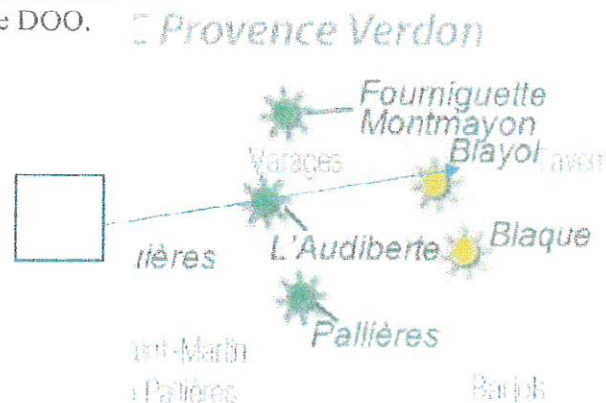 e DOO.
Provence Verdon
Fourniguette
Montmayon
Varages
Blayol
L'Audiberte
Blaque
Pallières
Barjols